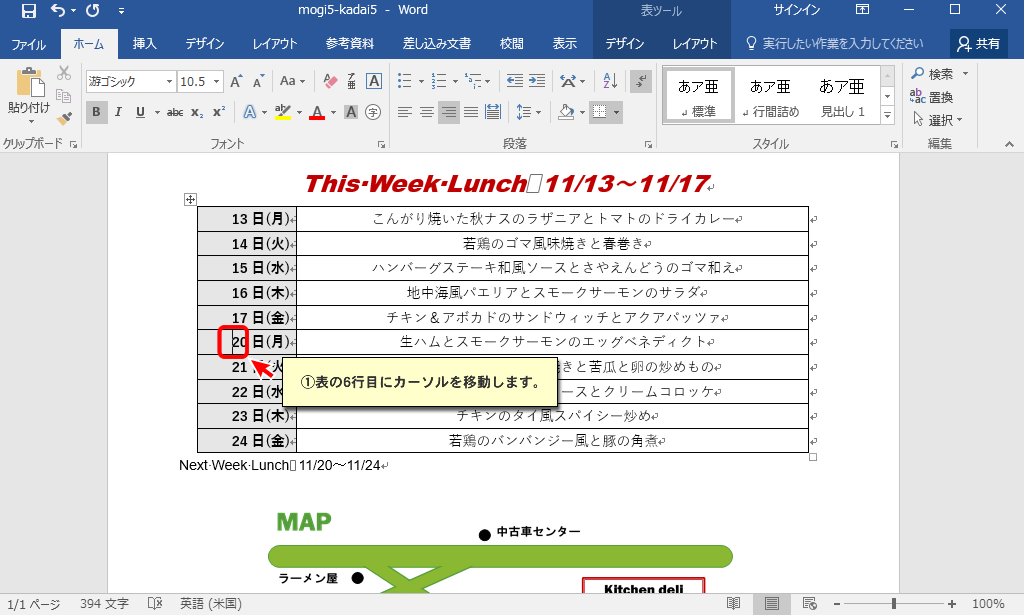 mogi5-kadai5 - Word
表ツール
サインイン
ファイル ホーム 挿入 デザイン レイアウト 参考資料 差し込み文書 校閲 表示 デザイン レイアウト 実行したい作業を入力してください 共有
貼り付け
游ゴシック 10.5 A A Aa A
B I U abc x₂ x² A ab A A 字
あア亜 あア亜 あア亜
標準 行間詰め 見出し 1
検索
置換
選択
クリップボード フォント 段落 スタイル 編集
This·Week·Lunch 11/13～11/17
13 日(月) こんがり焼いた秋ナスのラザニアとトマトのドライカレー
14 日(火) 若鶏のゴマ風味焼きと春巻き
15 日(水) ハンバーグステーキ和風ソースとさやえんどうのゴマ和え
16 日(木) 地中海風パエリアとスモークサーモンのサラダ
17 日(金) チキン＆アボカドのサンドウィッチとアクアパッツァ
20 日(月) 生ハムとスモークサーモンのエッグベネディクト
21 火 きと苦瓜と卵の炒めもの
①表の6行目にカーソルを移動します。
22 日(水 ースとクリームコロッケ
23 日(木) チキンのタイ風スパイシー炒め
24 日(金) 若鶏のバンバンジー風と豚の角煮
Next·Week·Lunch 11/20～11/24
MAP
中古車センター
ラーメン屋
Kitchen deli
1/1 ページ 394 文字 英語 (米国) 100%